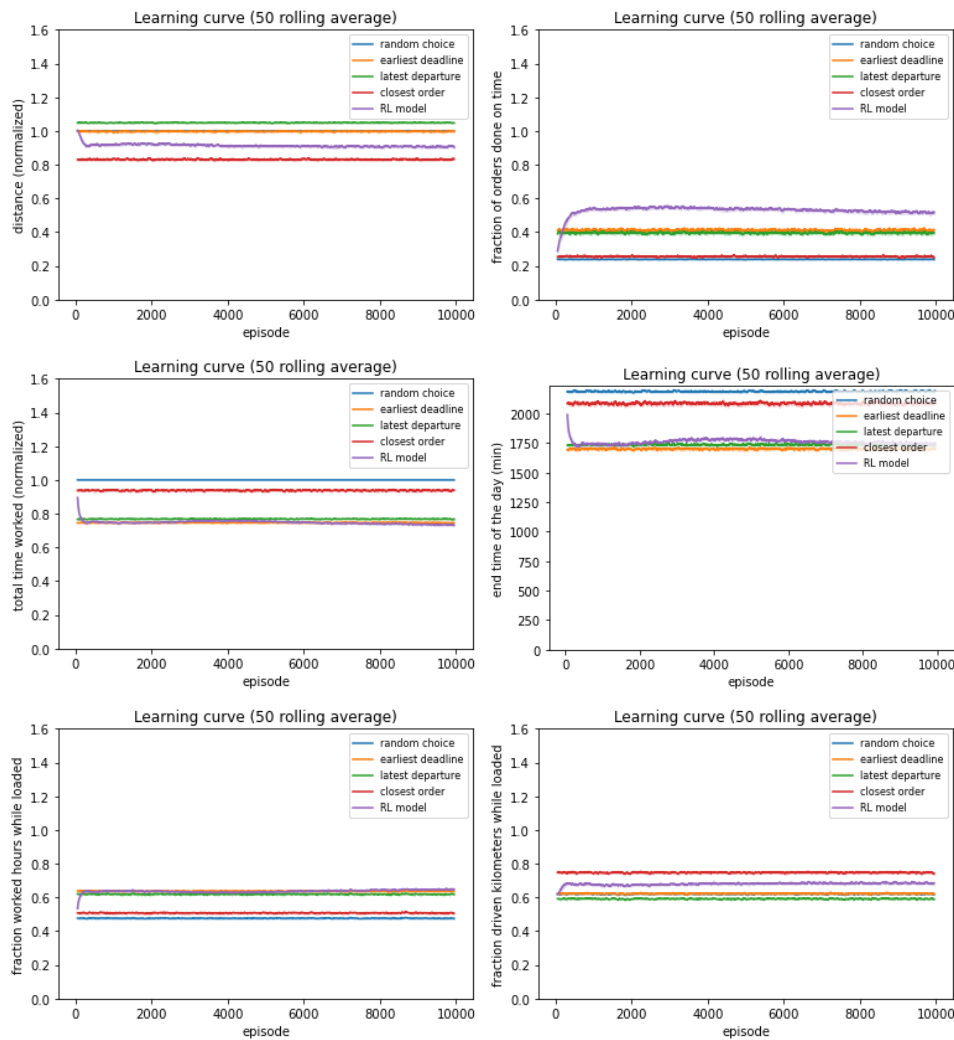 Learning curve (50 rolling average)
1.6
1.4
1.2
1.0
0.8
0.6
0.4
0.2
0.0
distance (normalized)
random choice
earliest deadline
latest departure
closest order
RL model
0 2000 4000 6000 8000 10000
episode
Learning curve (50 rolling average)
1.6
1.4
1.2
1.0
0.8
0.6
0.4
0.2
0.0
fraction of orders done on time
random choice
earliest deadline
latest departure
closest order
RL model
0 2000 4000 6000 8000 10000
episode
Learning curve (50 rolling average)
1.6
1.4
1.2
1.0
0.8
0.6
0.4
0.2
0.0
total time worked (normalized)
random choice
earliest deadline
latest departure
closest order
RL model
0 2000 4000 6000 8000 10000
episode
Learning curve (50 rolling average)
2000
1750
1500
1250
1000
750
500
250
0
end time of the day (min)
random choice
earliest deadline
latest departure
closest order
RL model
0 2000 4000 6000 8000 10000
episode
Learning curve (50 rolling average)
1.6
1.4
1.2
1.0
0.8
0.6
0.4
0.2
0.0
fraction worked hours while loaded
random choice
earliest deadline
latest departure
closest order
RL model
0 2000 4000 6000 8000 10000
episode
Learning curve (50 rolling average)
1.6
1.4
1.2
1.0
0.8
0.6
0.4
0.2
0.0
fraction driven kilometers while loaded
random choice
earliest deadline
latest departure
closest order
RL model
0 2000 4000 6000 8000 10000
episode